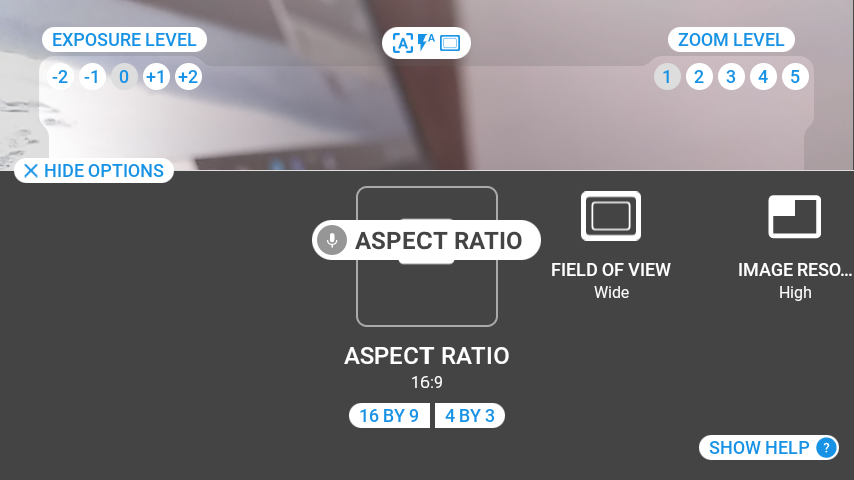 EXPOSURE LEVEL
A
A
ZOOM LEVEL
-2 -1 0 +1 +2
1 2 3 4 5
HIDE OPTIONS
ASPECT RATIO
FIELD OF VIEW
Wide
IMAGE RESO...
High
ASPECT RATIO
16:9
16 BY 9
4 BY 3
SHOW HELP ?